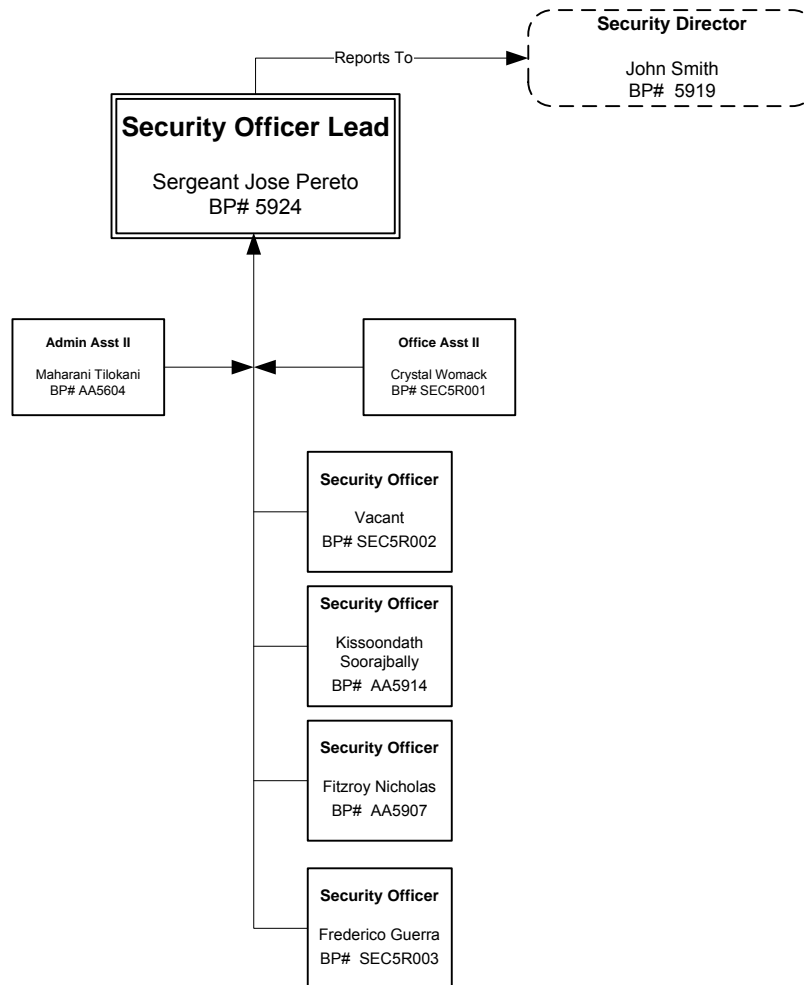 Security Director
John Smith
BP# 5919
Reports To
Security Officer Lead
Sergeant Jose Pereto
BP# 5924
Admin Asst II
Maharani Tilokani
BP# AA5604
Office Asst II
Crystal Womack
BP# SEC5R001
Security Officer
Vacant
BP# SEC5R002
Security Officer
Kissoondath
Soorajbally
BP# AA5914
Security Officer
Fitzroy Nicholas
BP# AA5907
Security Officer
Frederico Guerra
BP# SEC5R003